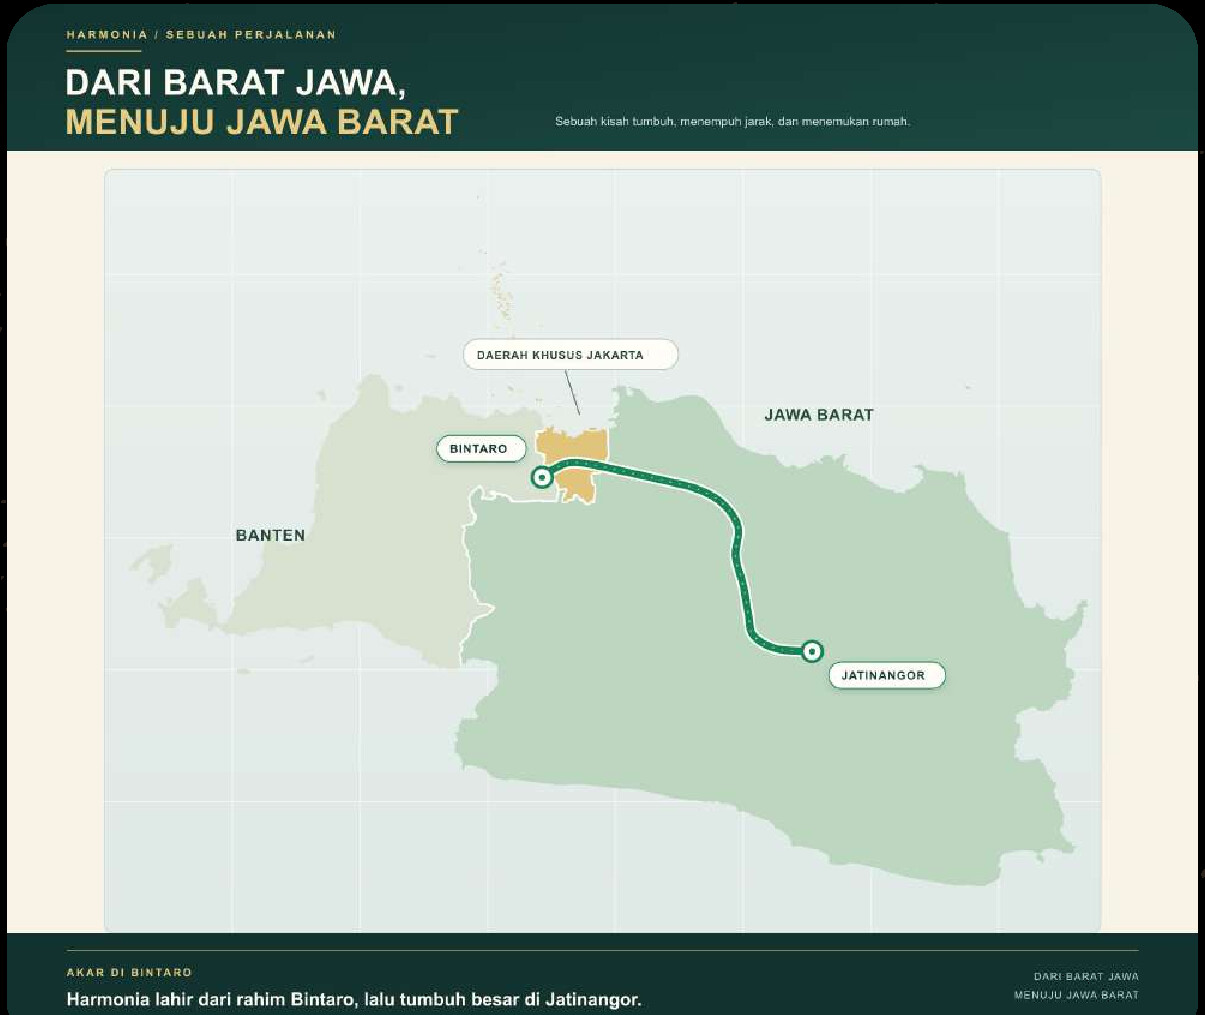 HARMONIA / SEBUAH PERJALANAN
DARI BARAT JAWA,
MENUJU JAWA BARAT
Sebuah kisah tumbuh, menempuh jarak, dan menemukan rumah.
DAERAH KHUSUS JAKARTA
JAWA BARAT
BINTARO
BANTEN
JATINANGOR
AKAR DI BINTARO
Harmonia lahir dari rahim Bintaro, lalu tumbuh besar di Jatinangor.
DARI BARAT JAWA
MENUJU JAWA BARAT